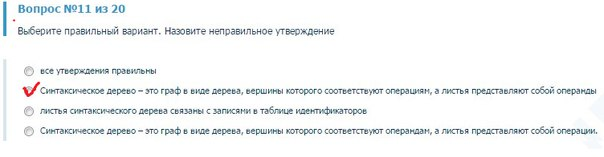 Вопрос №11 из 20
Выберите правильный вариант. Назовите неправильное утверждение
все утверждения правильны
Синтаксическое дерево – это граф в виде дерева, вершины которого соответствуют операциям, а листья представляют собой операнды
листья синтаксического дерева связаны с записями в таблице идентификаторов
Синтаксическое дерево – это граф в виде дерева, вершины которого соответствуют операндам, а листья представляют собой операции.